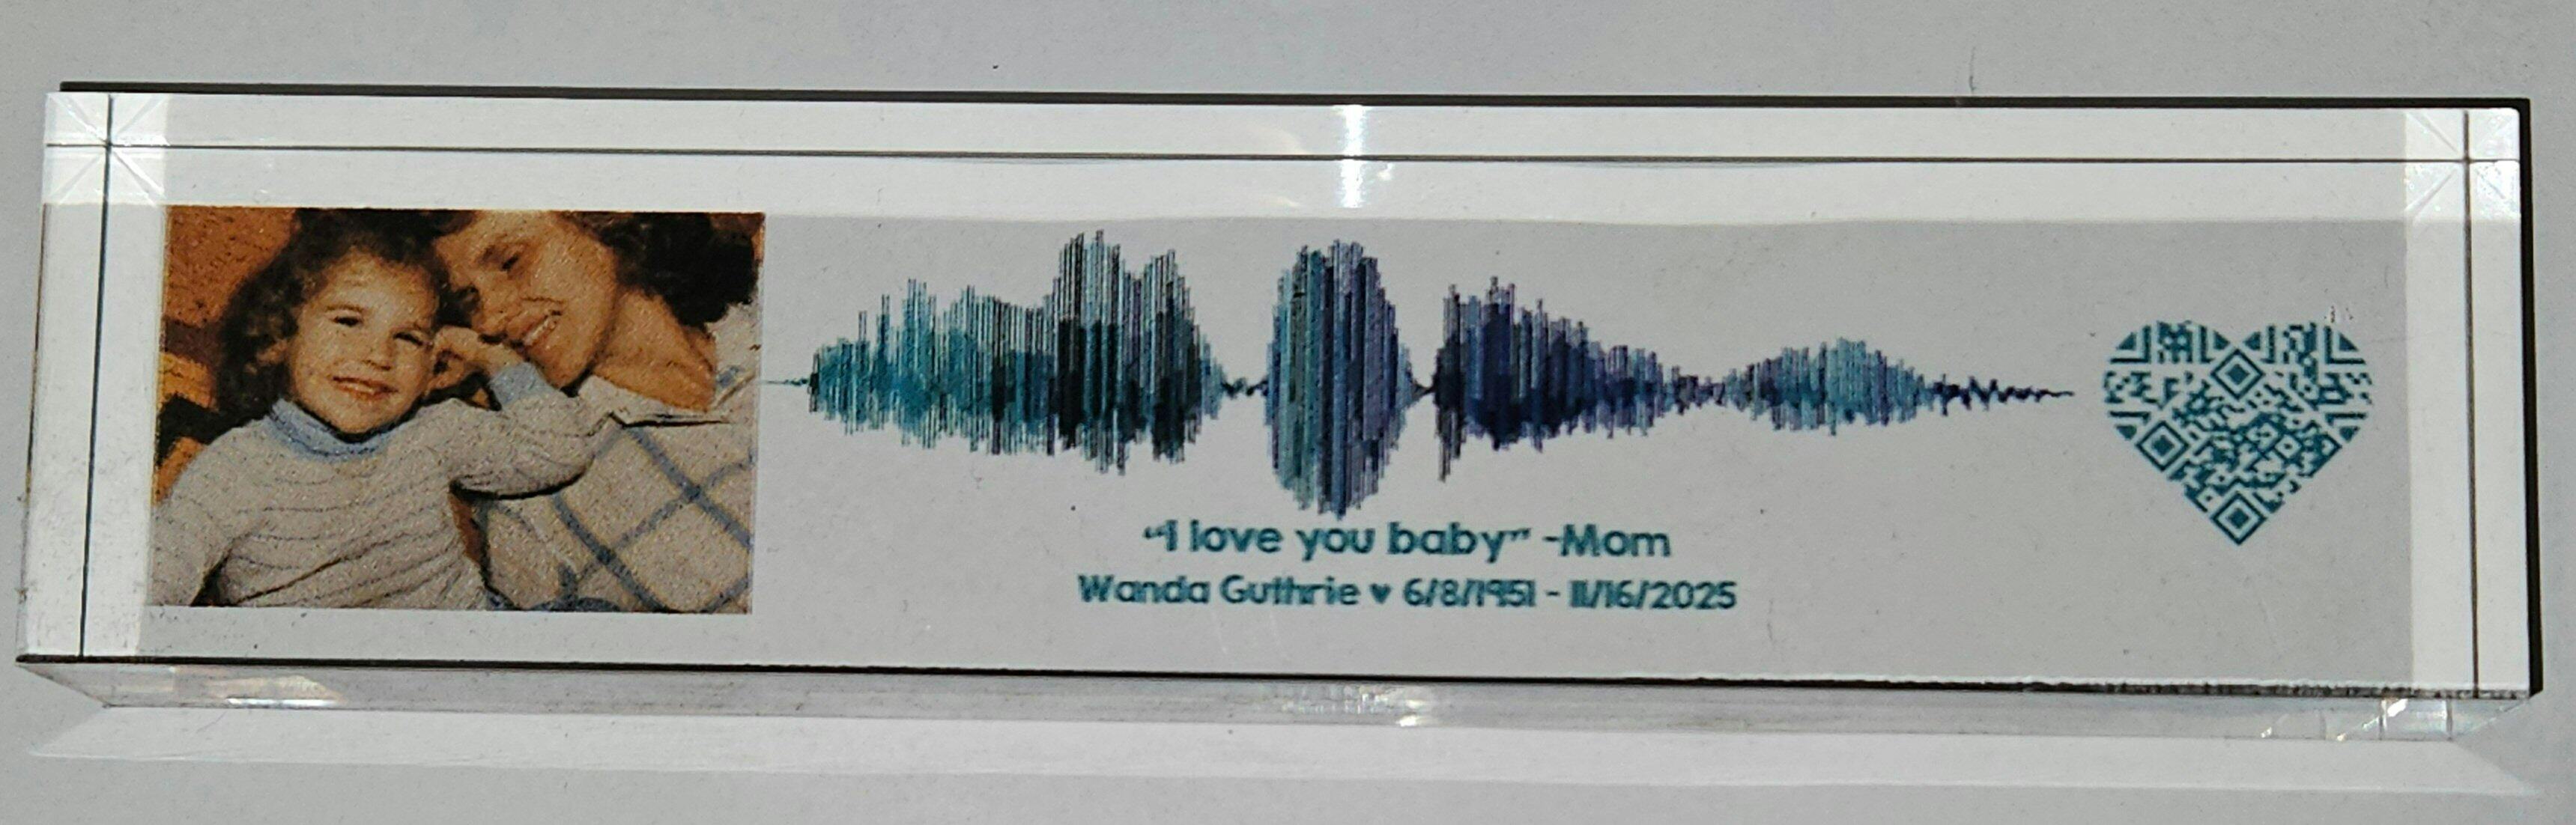 “I love you baby” -Mom
Wanda Guthrie ♥ 6/8/1951 - 11/16/2025